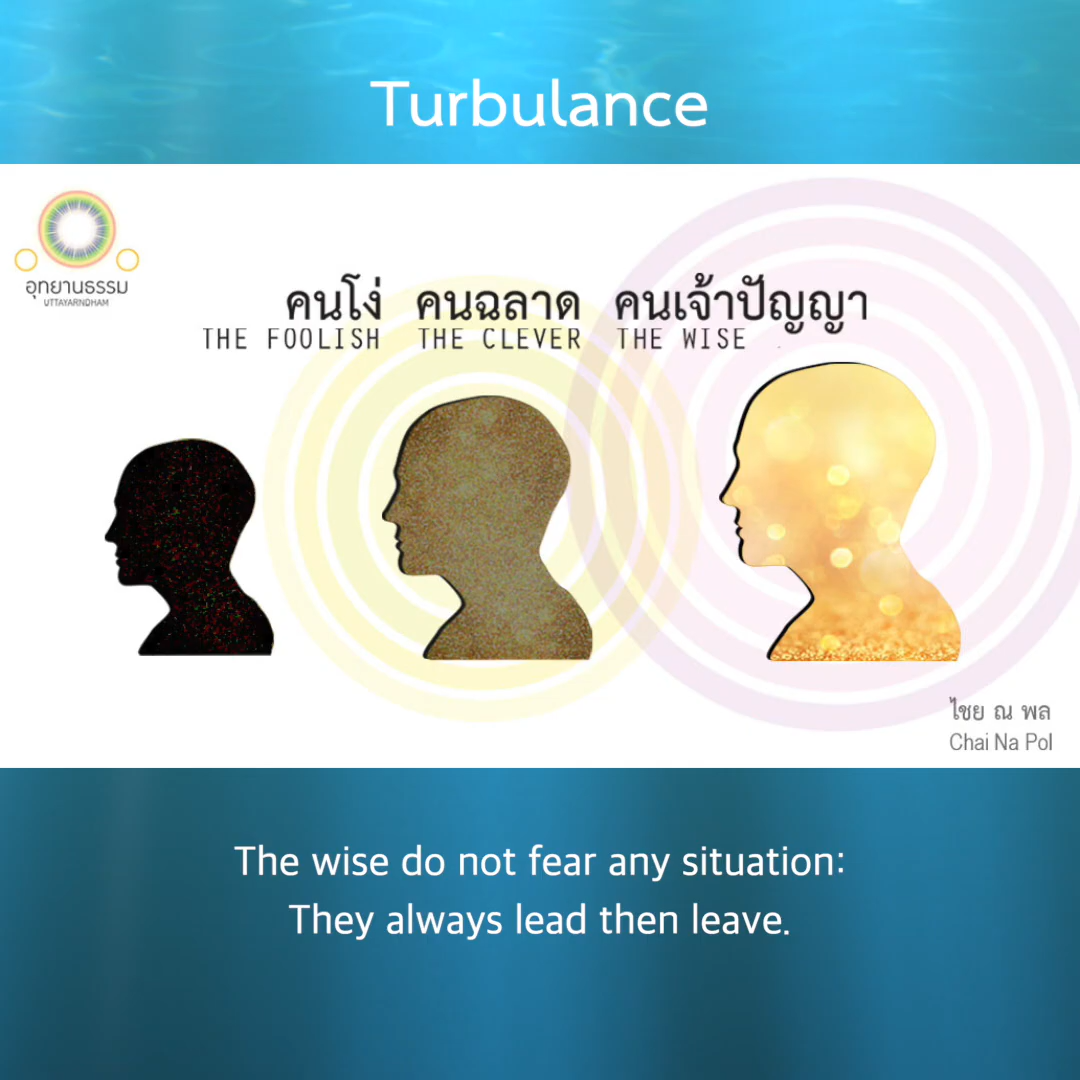 Turbulance
อุทยานธรรม
UTTAYARNDHAM
คนโง่ คนฉลาด คนเจ้าปัญญา
THE FOOLISH THE CLEVER THE WISE
ไชย ณ พล
Chai Na Pol
The wise do not fear any situation:
They always lead then leave.